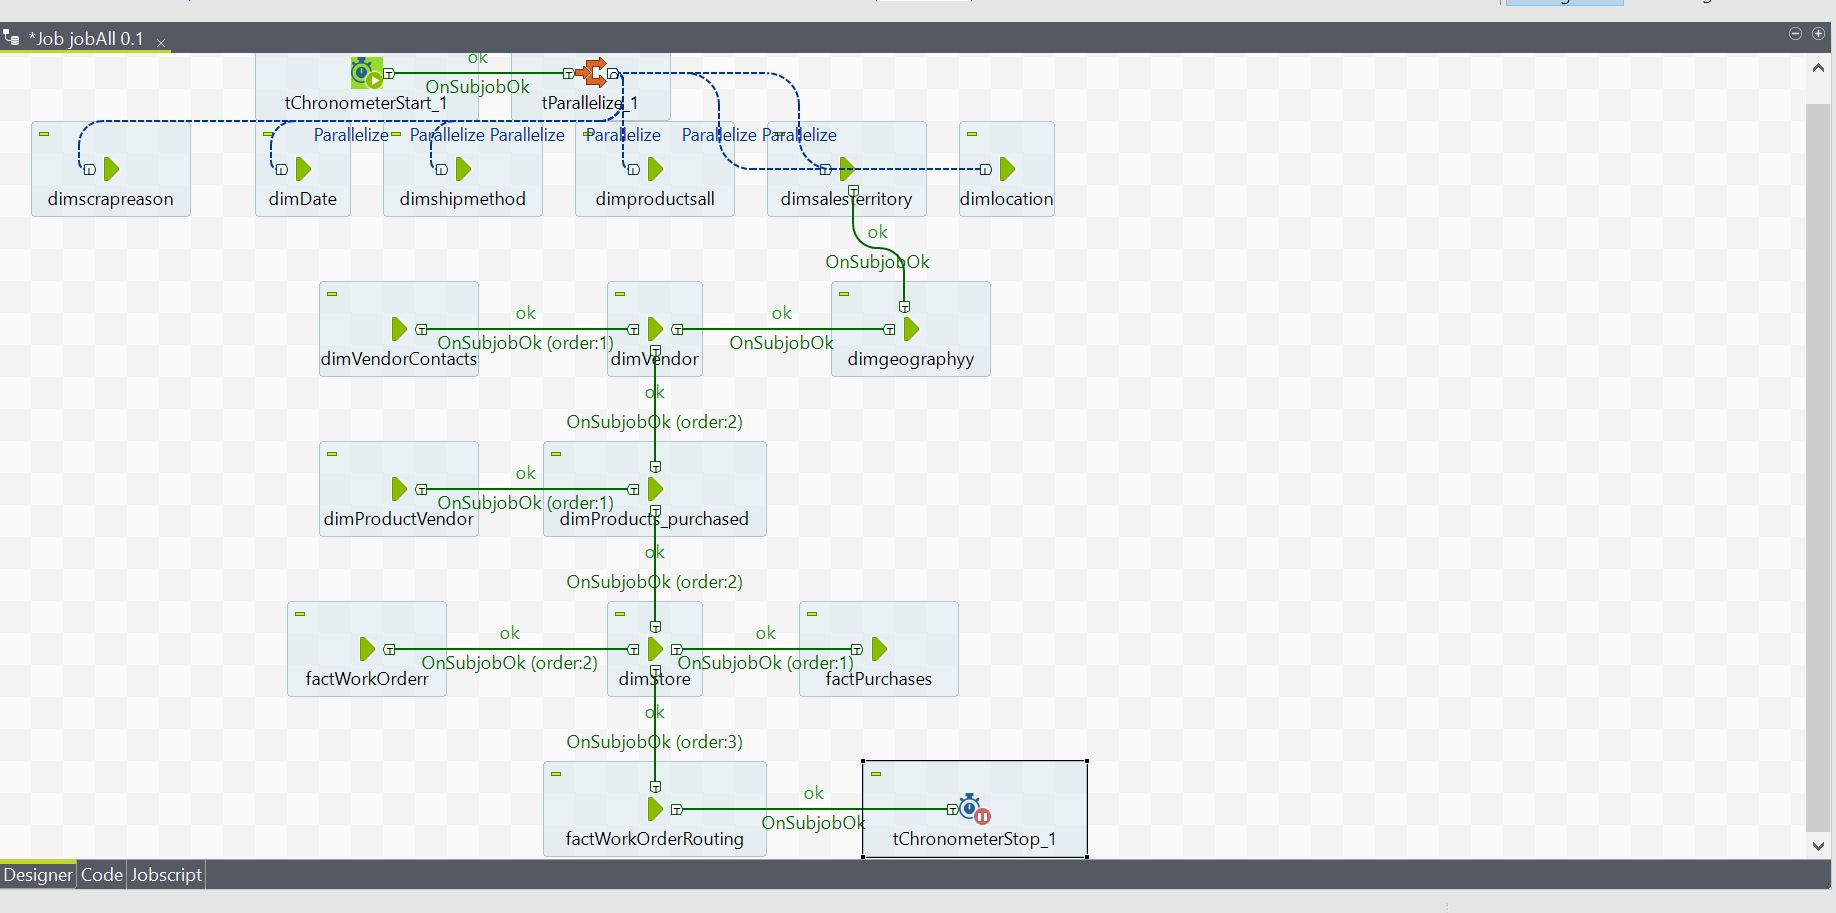 *Job jobAll 0.1
ok
OnSubjobOk
tChronometerStart_1
tParallelize_1
Parallelize Parallelize Parallelize Parallelize Parallelize Parallelize
dimscrapreason
dimDate
dimshipmethod
dimproductsall
dimsalesterritory
dimlocation
ok
OnSubjobOk
ok
OnSubjobOk (order:1)
ok
OnSubjobOk
dimVendorContacts
dimVendor
dimgeographyy
ok
OnSubjobOk (order:2)
ok
OnSubjobOk (order:1)
dimProductVendor
dimProducts_purchased
ok
OnSubjobOk (order:2)
ok
OnSubjobOk (order:2)
ok
OnSubjobOk (order:1)
factWorkOrderr
dimStore
factPurchases
ok
OnSubjobOk (order:3)
ok
OnSubjobOk
factWorkOrderRouting
tChronometerStop_1
Designer Code Jobscript